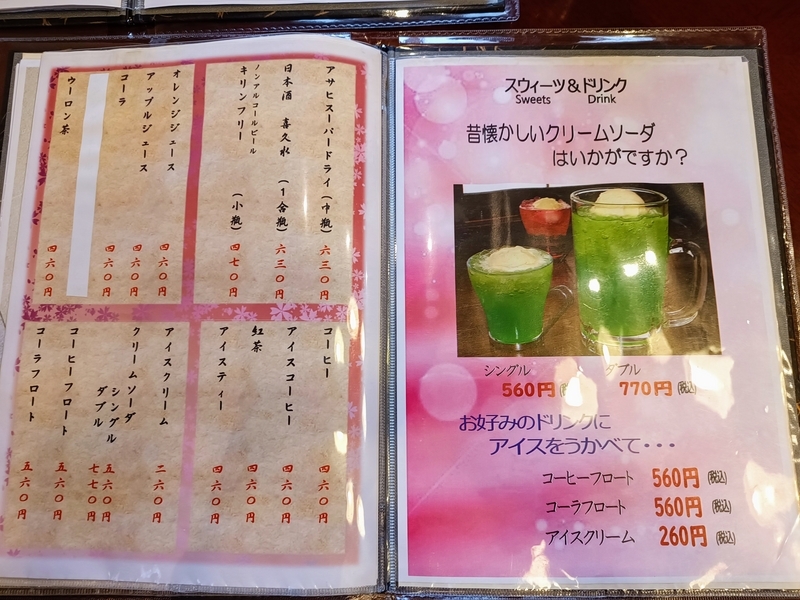 アサヒスーパードライ(中瓶) 六三〇円
日本酒 喜久水 (1合瓶) 六三〇円
ノンアルコールビール
キリンフリー (小瓶) 四七〇円
オレンジジュース 四六〇円
アップルジュース 四六〇円
コーラ 四六〇円
ウーロン茶 四六〇円
コーヒー 四六〇円
アイスコーヒー 四六〇円
紅茶 四六〇円
アイスティー 四六〇円
アイスクリーム 二六〇円
クリームソーダ
シングル 五六〇円
ダブル 七七〇円
コーヒーフロート 五六〇円
コーラフロート 五六〇円
スウィーツ&ドリンク
Sweets Drink
昔懐かしいクリームソーダ
はいかがですか?
シングル ダブル
560円(税込) 770円(税込)
お好みのドリンクに
アイスをうかべて・・・
コーヒーフロート 560円(税込)
コーラフロート 560円(税込)
アイスクリーム 260円(税込)